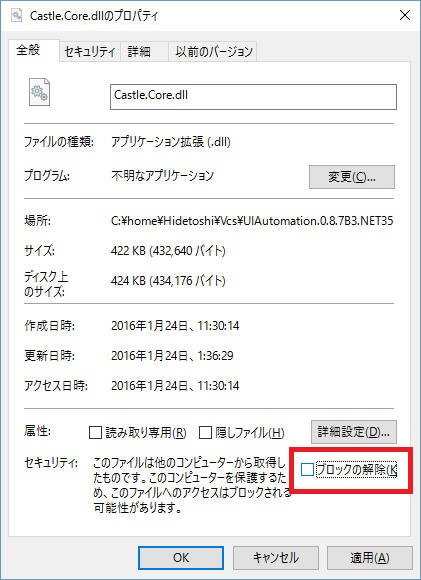 Castle.Core.dllのプロパティ
全般 セキュリティ 詳細 以前のバージョン
Castle.Core.dll
ファイルの種類: アプリケーション拡張 (.dll)
プログラム: 不明なアプリケーション 変更(C)...
場所: C:¥home¥Hidetoshi¥Vcs¥UIAutomation.0.8.7B3.NET35
サイズ: 422 KB (432,640 バイト)
ディスク上
のサイズ: 424 KB (434,176 バイト)
作成日時: 2016年1月24日、11:30:14
更新日時: 2016年1月24日、1:36:29
アクセス日時: 2016年1月24日、11:30:14
属性: 読み取り専用(R) 隠しファイル(H) 詳細設定(D)...
セキュリティ: このファイルは他のコンピューターから取得し ブロックの解除(K
たものです。このコンピューターを保護するた
め、このファイルへのアクセスはブロックされる
可能性があります。
OK キャンセル 適用(A)